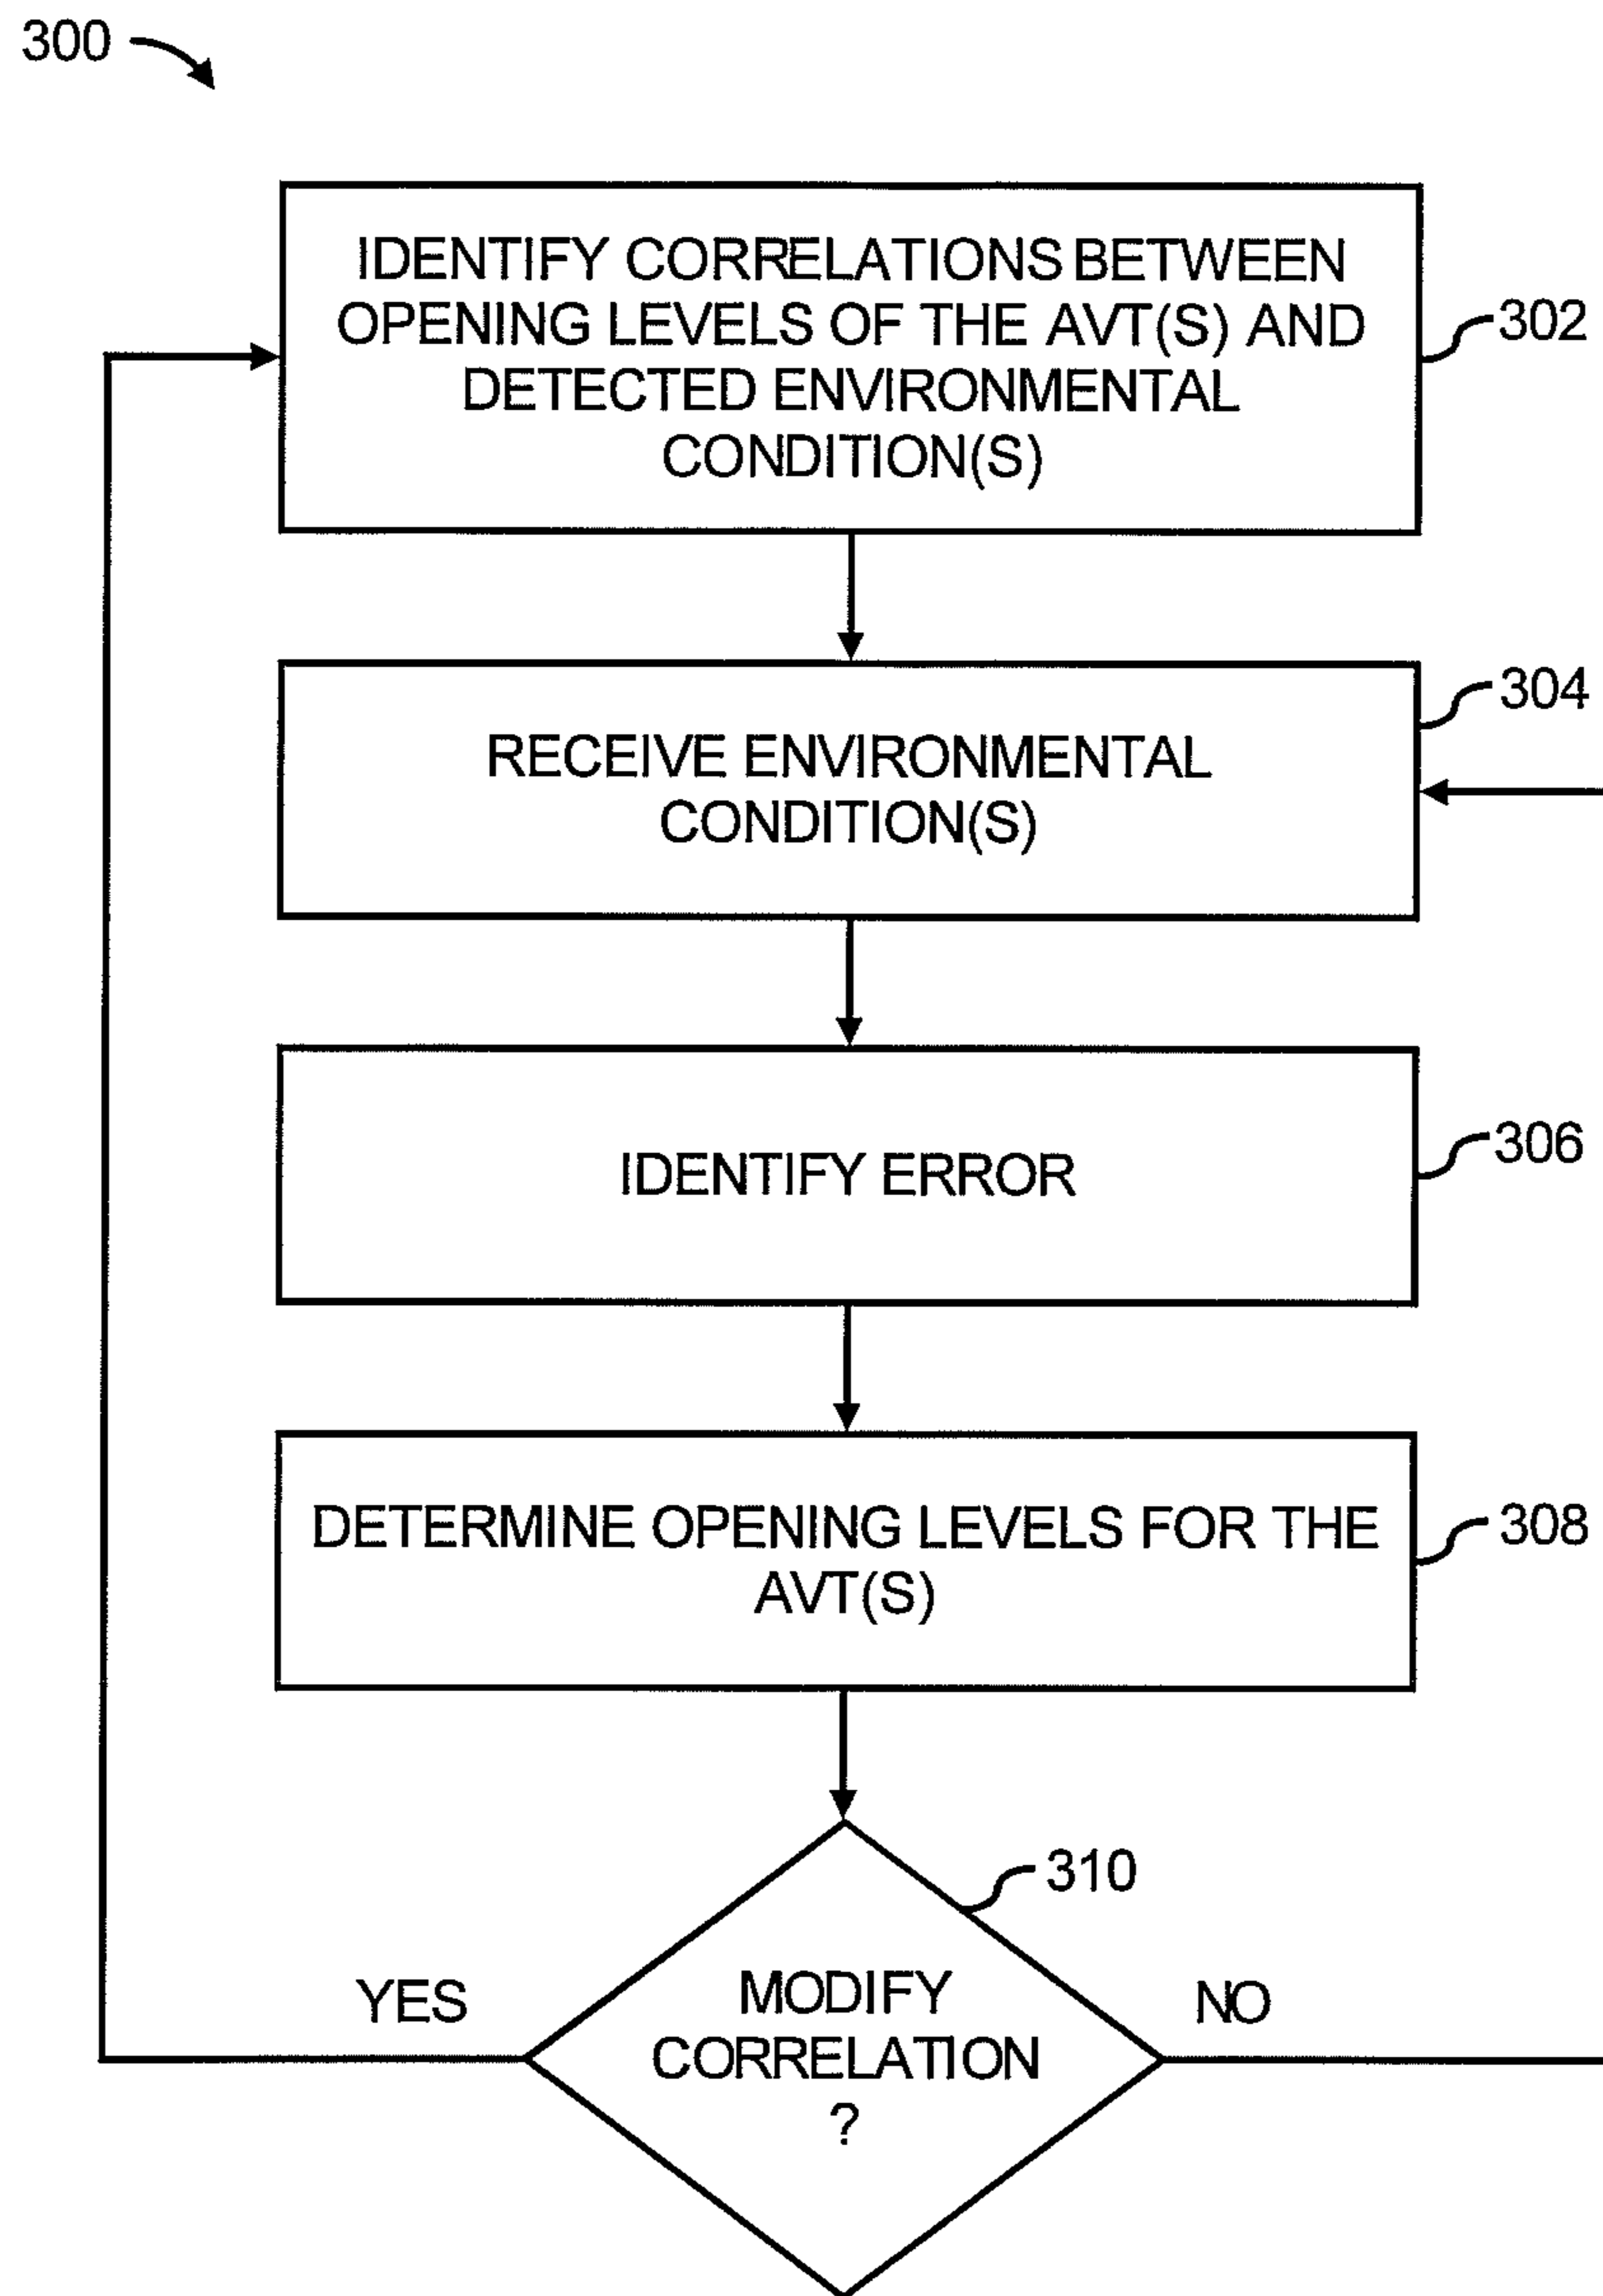 300
IDENTIFY CORRELATIONS BETWEEN
OPENING LEVELS OF THE AVT(S) AND
DETECTED ENVIRONMENTAL
CONDITION(S)
302
RECEIVE ENVIRONMENTAL
CONDITION(S)
304
IDENTIFY ERROR
306
DETERMINE OPENING LEVELS FOR THE
AVT(S)
308
310
YES
MODIFY
CORRELATION
?
NO